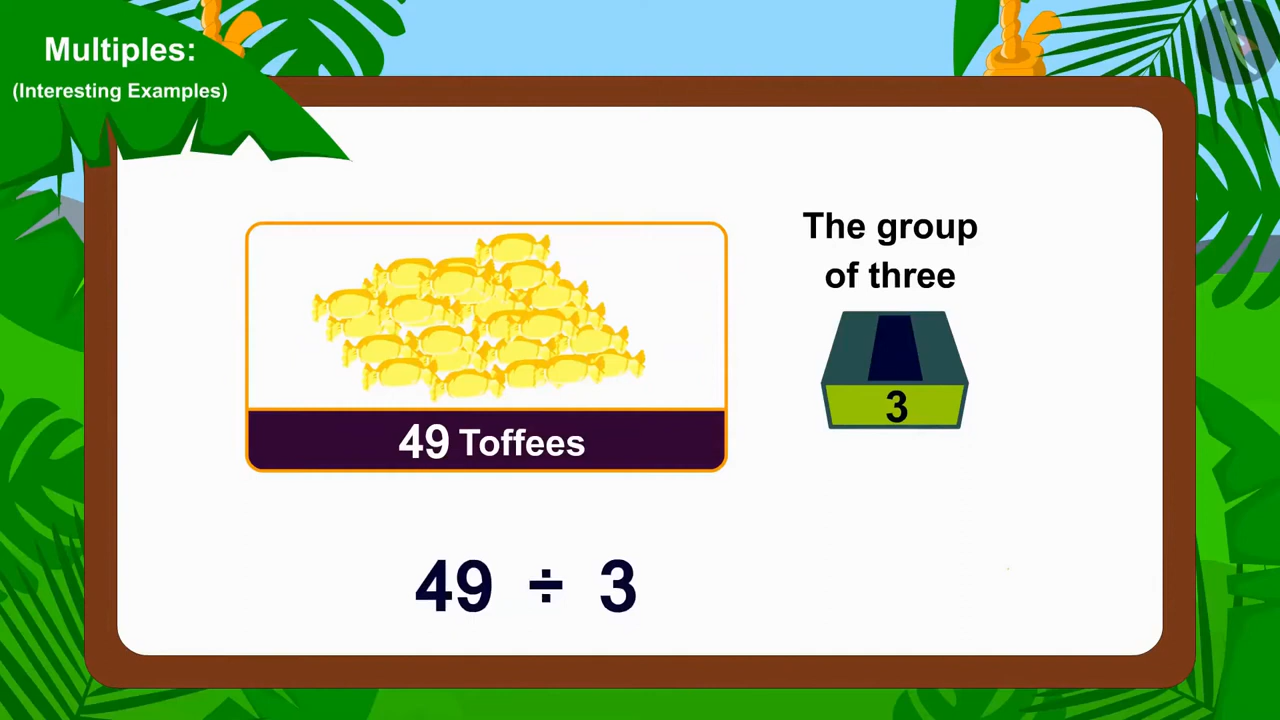 Multiples:
(Interesting Examples)
The group
of three
3
49 Toffees
49 ÷ 3